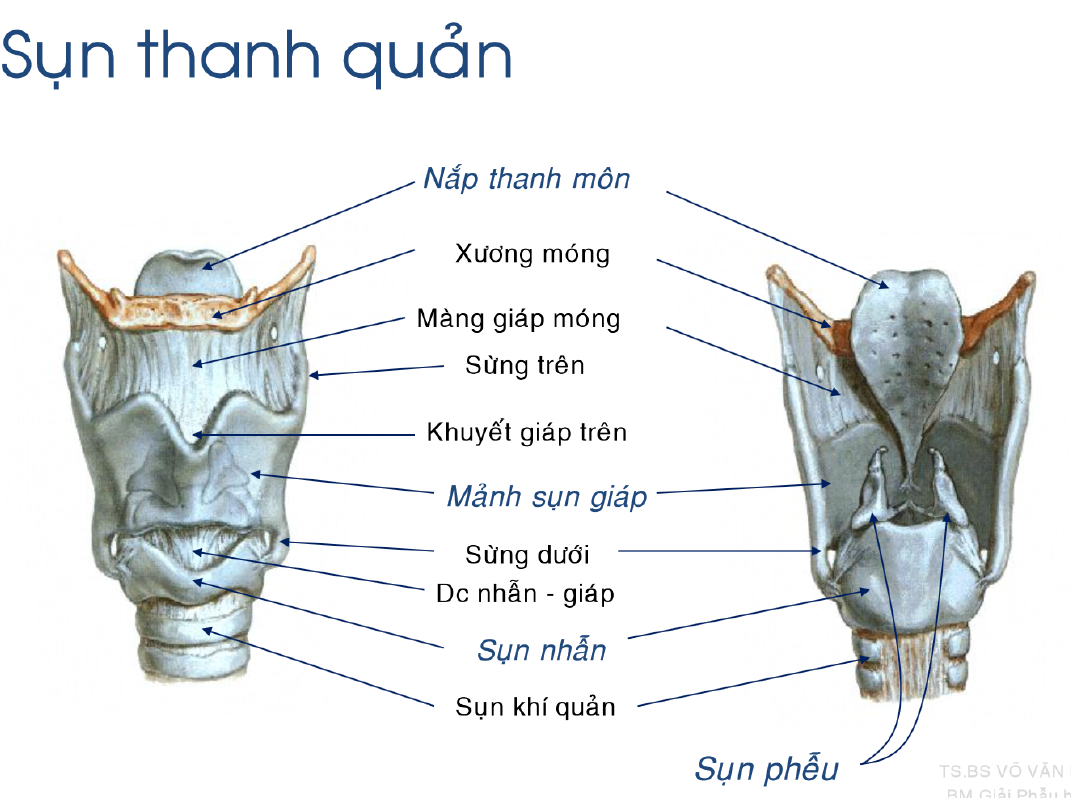 Sụn thanh quản
Nắp thanh môn
Xương móng
Màng giáp móng
Sừng trên
Khuyết giáp trên
Mảnh sụn giáp
Sừng dưới
Dc nhẫn - giáp
Sụn nhẫn
Sụn khí quản
Sụn phễu
TS.BS VÕ VĂN
BM Giải Phẫu h